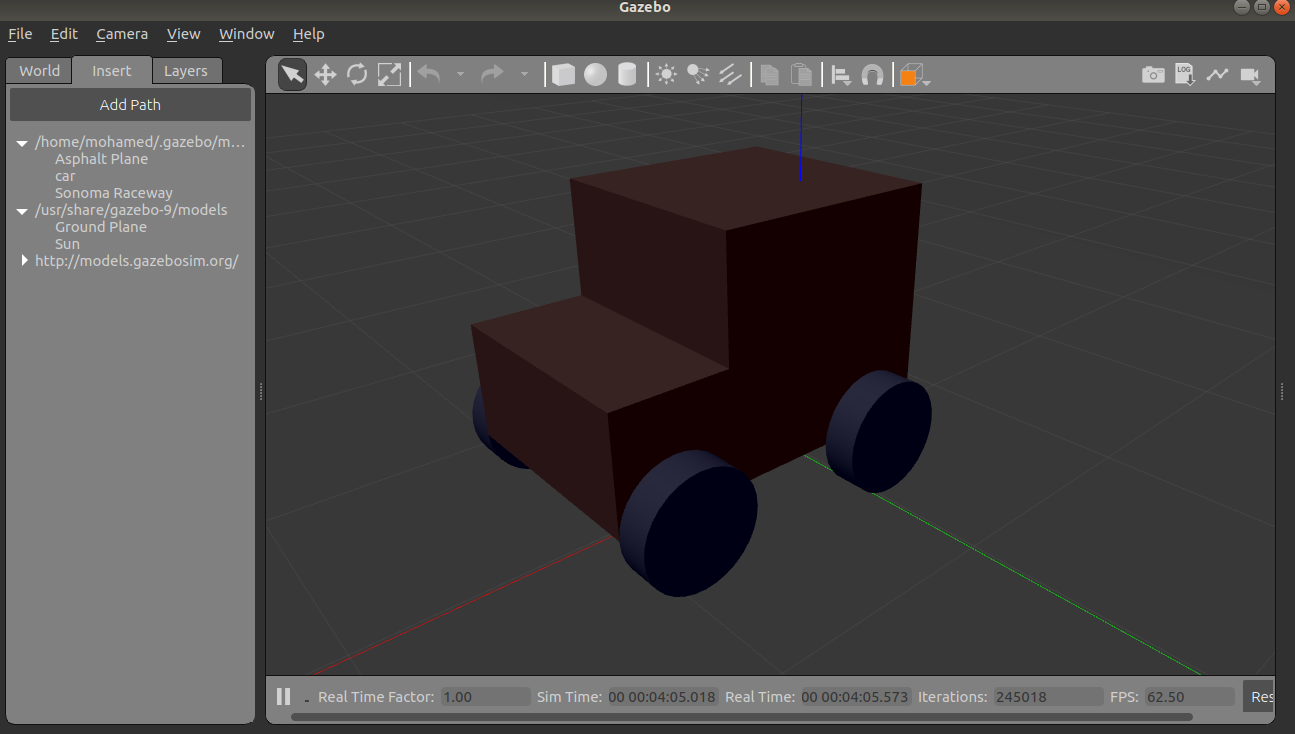 Gazebo
File Edit Camera View Window Help
World Insert Layers
LOG
Add Path
/home/mohamed/.gazebo/m...
Asphalt Plane
car
Sonoma Raceway
/usr/share/gazebo-9/models
Ground Plane
Sun
http://models.gazebosim.org/
Real Time Factor: 1.00 Sim Time: 00 00:04:05.018 Real Time: 00 00:04:05.573 Iterations: 245018 FPS: 62.50 Res